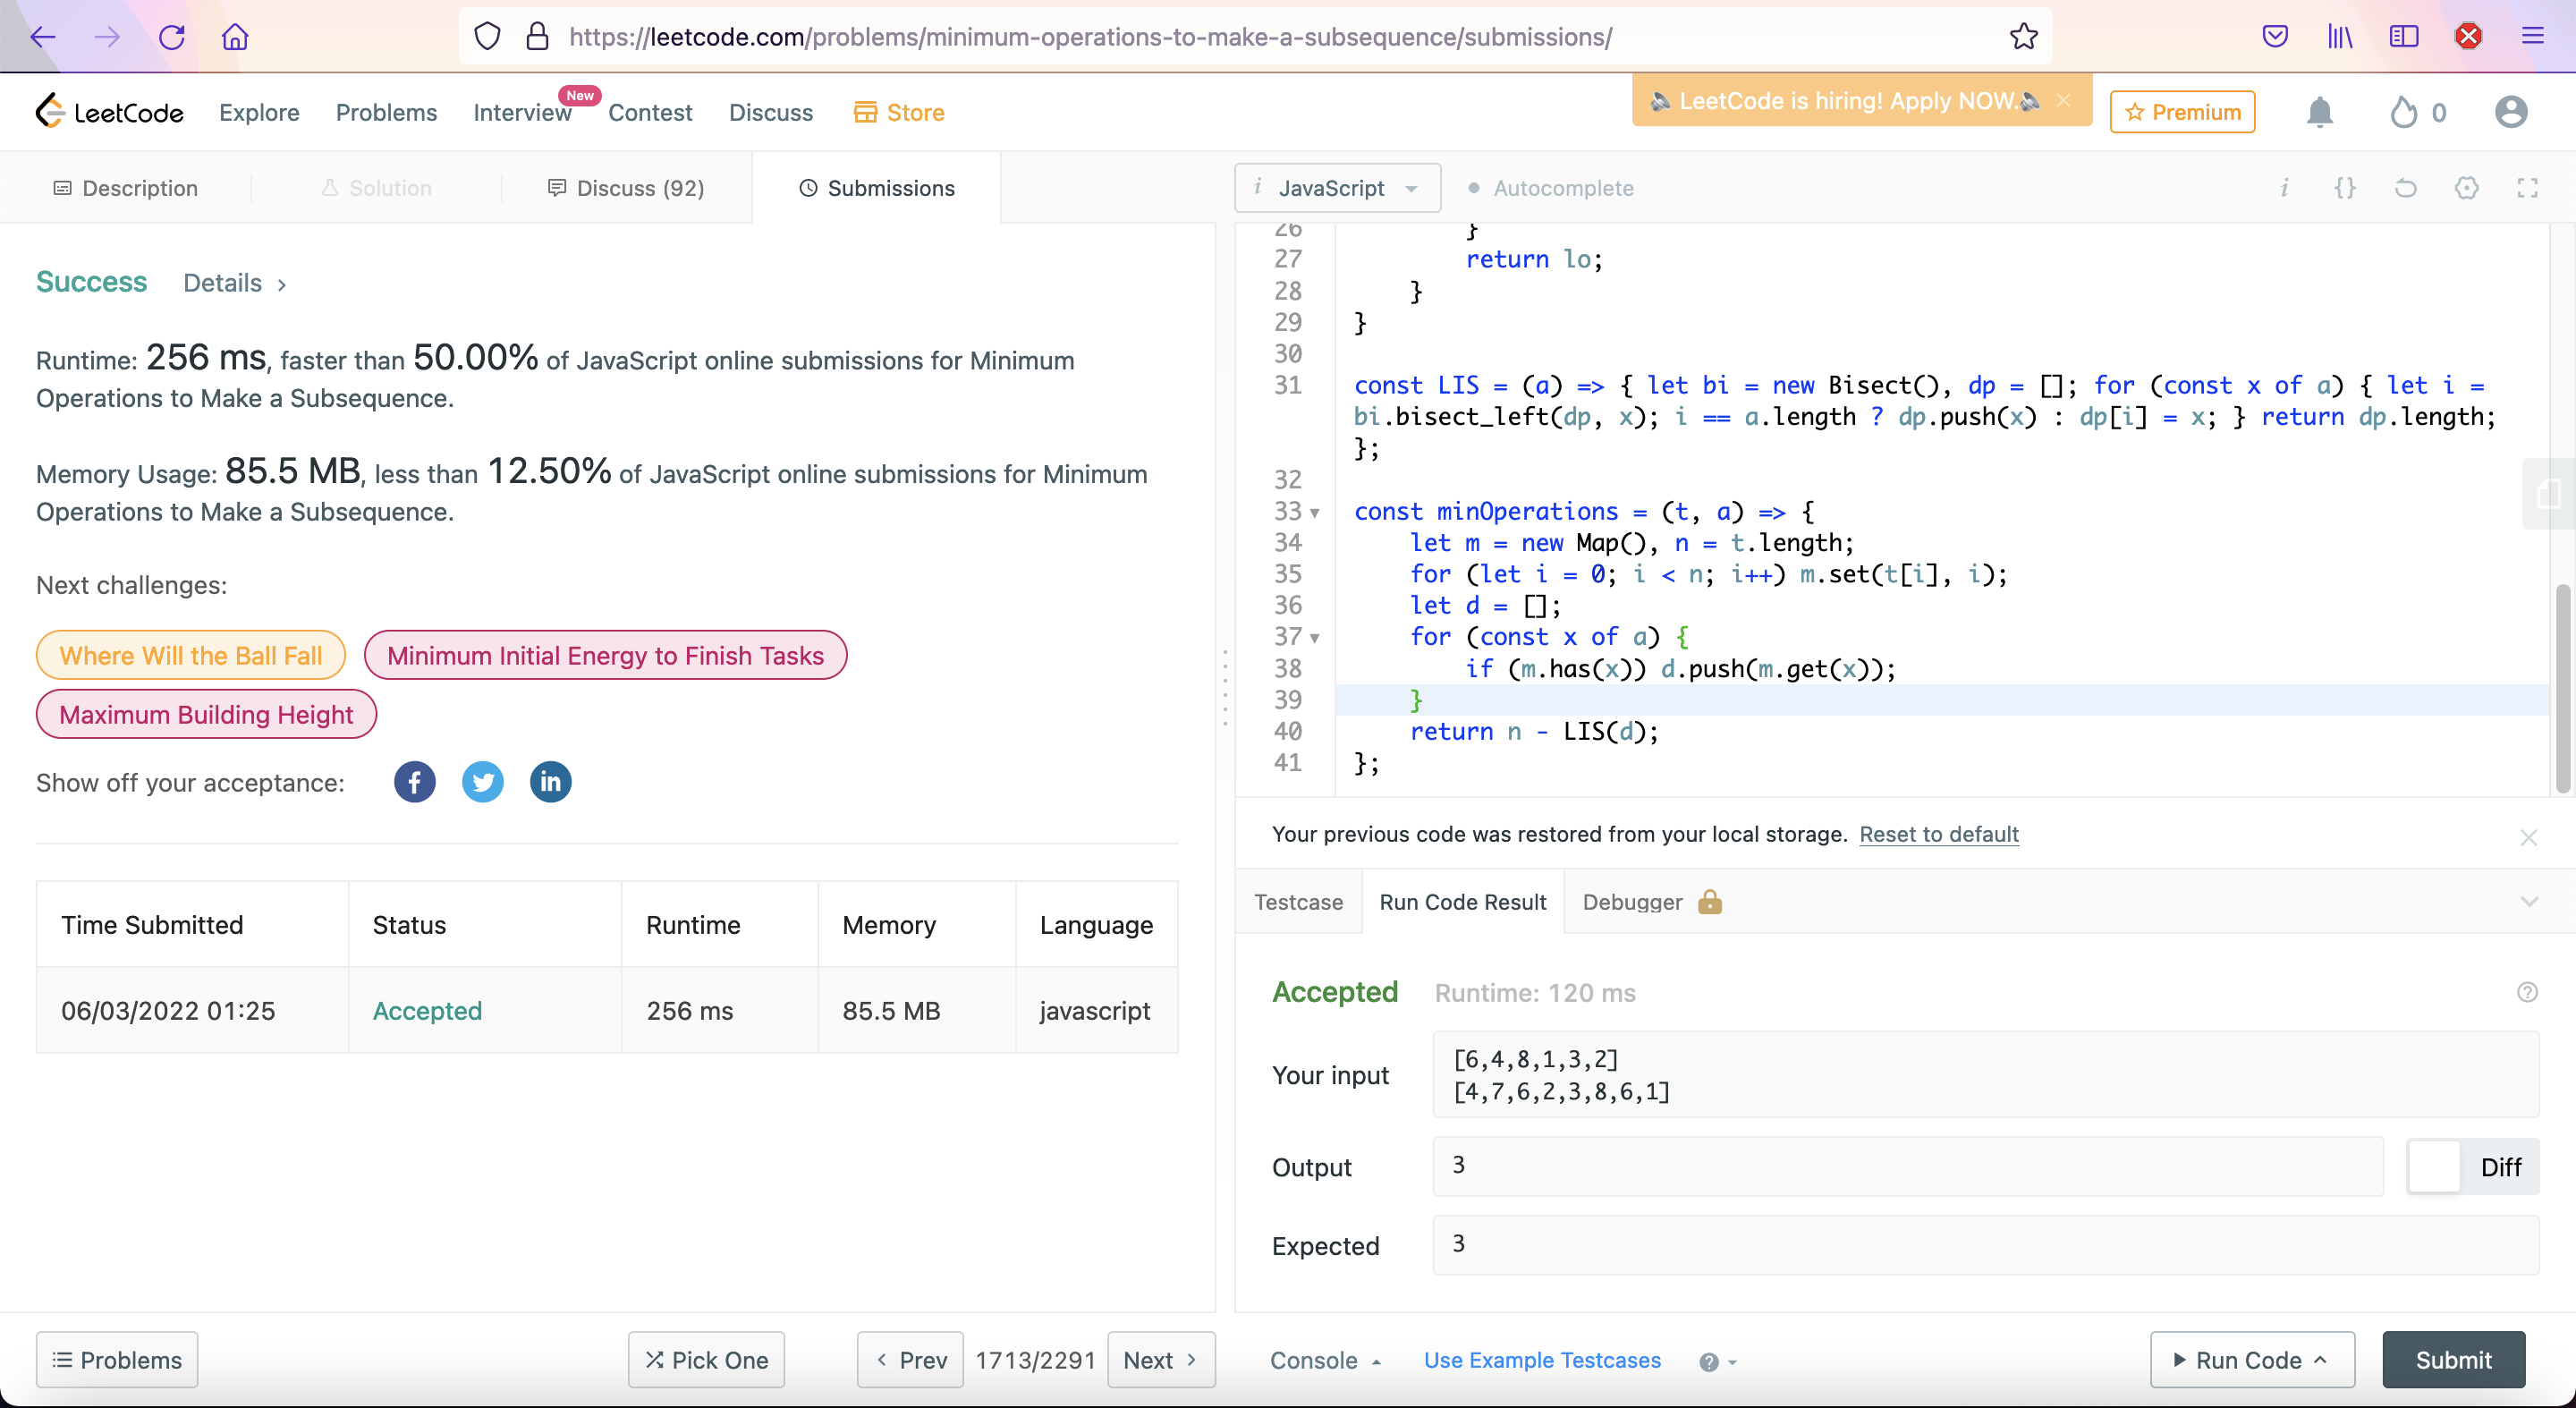 https://leetcode.com/problems/minimum-operations-to-make-a-subsequence/submissions/
LeetCode
Explore
Problems
Interview
New
Contest
Discuss
Store
LeetCode is hiring! Apply NOW.
Premium
0
Description
Solution
Discuss (92)
Submissions
i JavaScript
Autocomplete
Success
Details
Runtime: 256 ms, faster than 50.00% of JavaScript online submissions for Minimum
Operations to Make a Subsequence.
Memory Usage: 85.5 MB, less than 12.50% of JavaScript online submissions for Minimum
Operations to Make a Subsequence.
Next challenges:
Where Will the Ball Fall
Minimum Initial Energy to Finish Tasks
Maximum Building Height
Show off your acceptance:
Time Submitted Status Runtime Memory Language
06/03/2022 01:25 Accepted 256 ms 85.5 MB javascript
26 }
27 return lo;
28 }
29 }
30
31 const LIS = (a) => { let bi = new Bisect(), dp = []; for (const x of a) { let i =
bi.bisect_left(dp, x); i == a.length ? dp.push(x) : dp[i] = x; } return dp.length;
};
32
33 const minOperations = (t, a) => {
34 let m = new Map(), n = t.length;
35 for (let i = 0; i < n; i++) m.set(t[i], i);
36 let d = [];
37 for (const x of a) {
38 if (m.has(x)) d.push(m.get(x));
39 }
40 return n - LIS(d);
41 };
Your previous code was restored from your local storage. Reset to default
Testcase
Run Code Result
Debugger
Accepted
Runtime: 120 ms
Your input
[6,4,8,1,3,2]
[4,7,6,2,3,8,6,1]
Output
3
Diff
Expected
3
Problems
Pick One
Prev
1713/2291
Next
Console
Use Example Testcases
Run Code
Submit